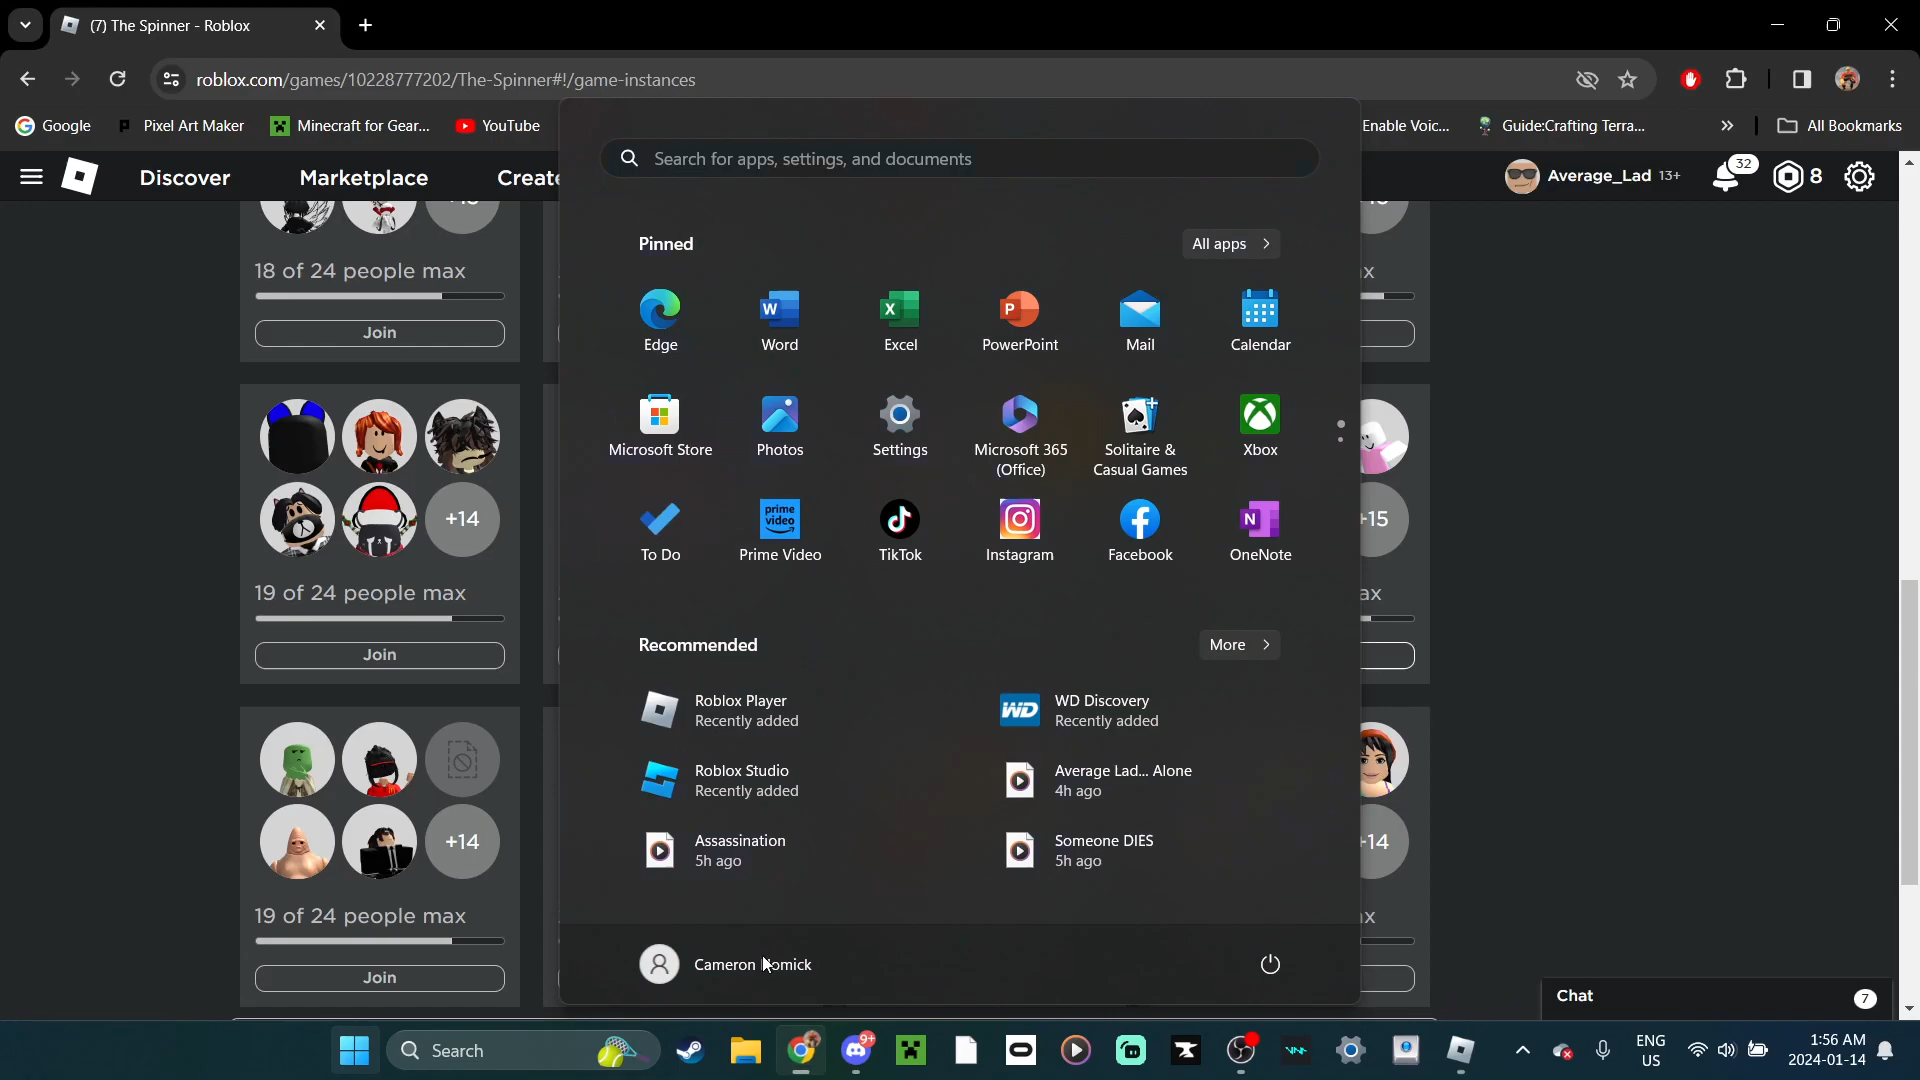 (7) The Spinner - Roblox
roblox.com/games/10228777202/The-Spinner#!/game-instances
Google
Pixel Art Maker
Minecraft for Gear...
YouTube
Enable Voic...
Guide:Crafting Terra...
All Bookmarks
Discover
Marketplace
Create
Average_Lad 13+
32
8
Search for apps, settings, and documents
Pinned
All apps
Edge
Word
Excel
PowerPoint
Mail
Calendar
Microsoft Store
Photos
Settings
Microsoft 365
(Office)
Solitaire &
Casual Games
Xbox
To Do
prime
video
Prime Video
TikTok
Instagram
Facebook
OneNote
18 of 24 people max
Join
+14
19 of 24 people max
Join
+14
19 of 24 people max
Join
x
+15
ax
+14
x
Recommended
More
Roblox Player
Recently added
WD
WD Discovery
Recently added
Roblox Studio
Recently added
Average Lad... Alone
4h ago
Assassination
5h ago
Someone DIES
5h ago
Cameron
Chat
7
Search
9+
ENG
US
1:56 AM
2024-01-14